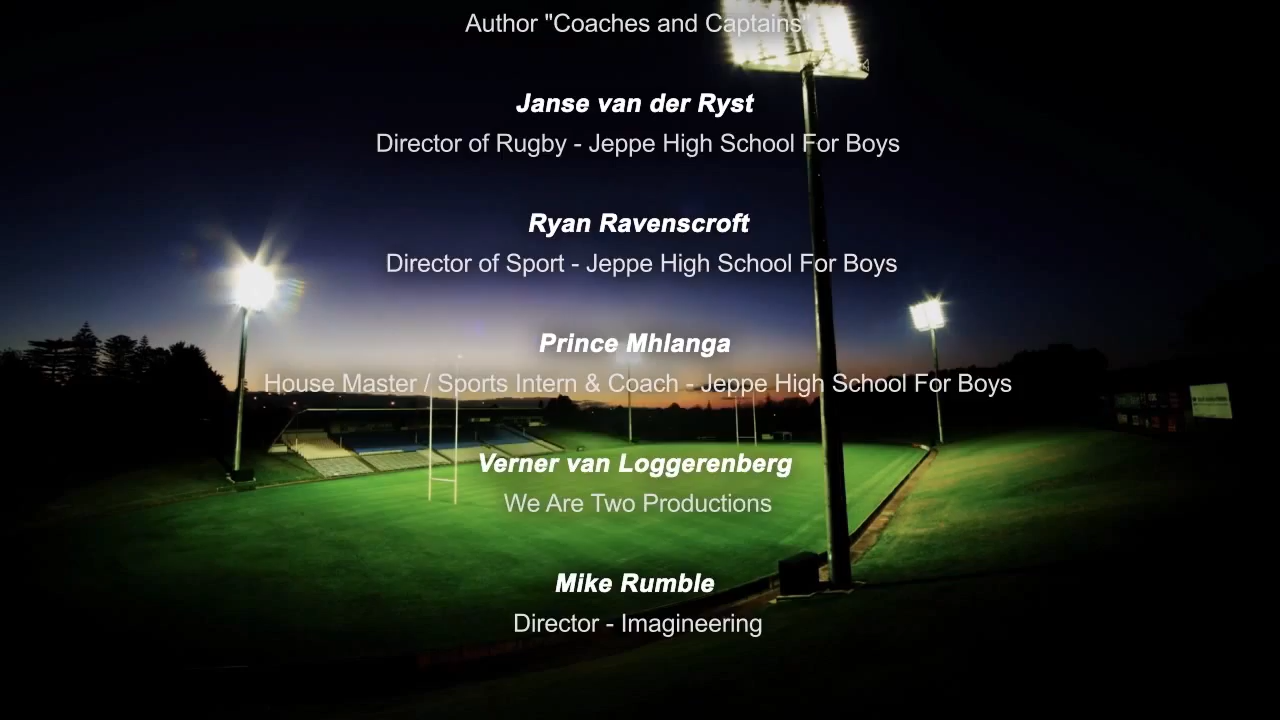 Author "Coaches and Captains"
Janse van der Ryst
Director of Rugby - Jeppe High School For Boys
Ryan Ravenscroft
Director of Sport - Jeppe High School For Boys
Prince Mhlanga
House Master / Sports Intern & Coach - Jeppe High School For Boys
Verner van Loggerenberg
We Are Two Productions
Mike Rumble
Director - Imagineering